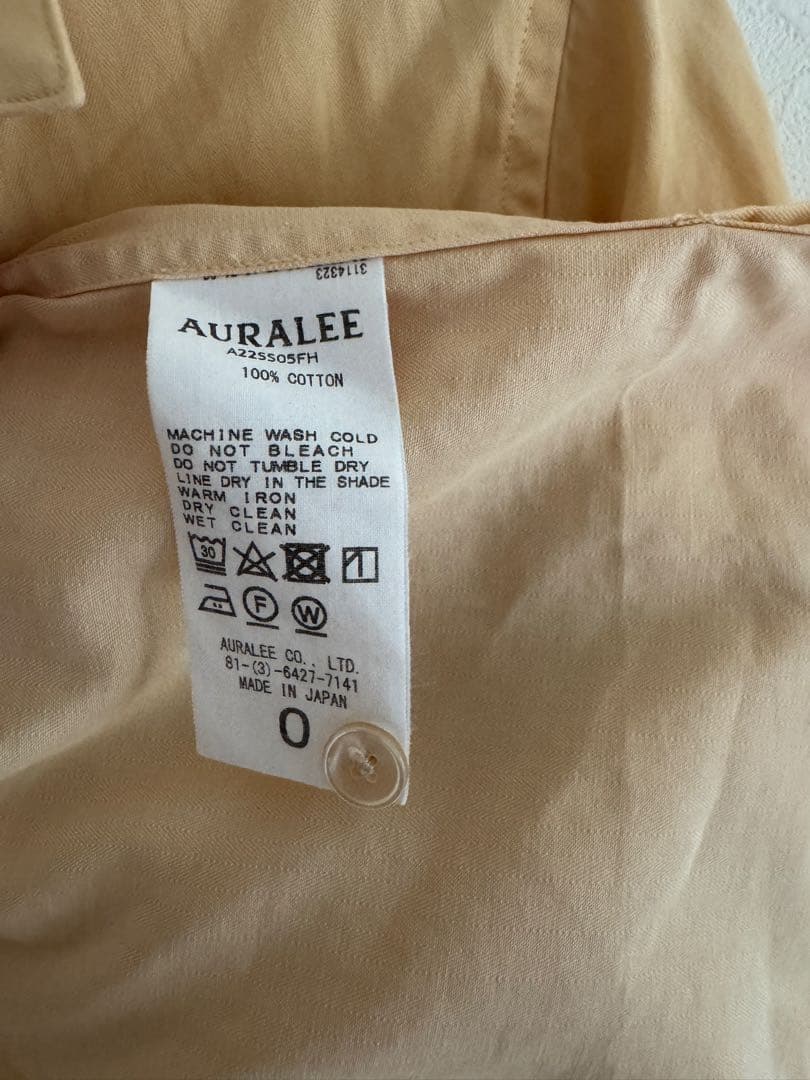 3114323
AURALEE
A22SS05FH
100% COTTON
MACHINE WASH COLD
DO NOT BLEACH
DO NOT TUMBLE DRY
LINE DRY IN THE SHADE
WARM IRON
DRY CLEAN
WET CLEAN
30
F W
AURALEE CO., LTD.
81-(3)-6427-7141
MADE IN JAPAN
0